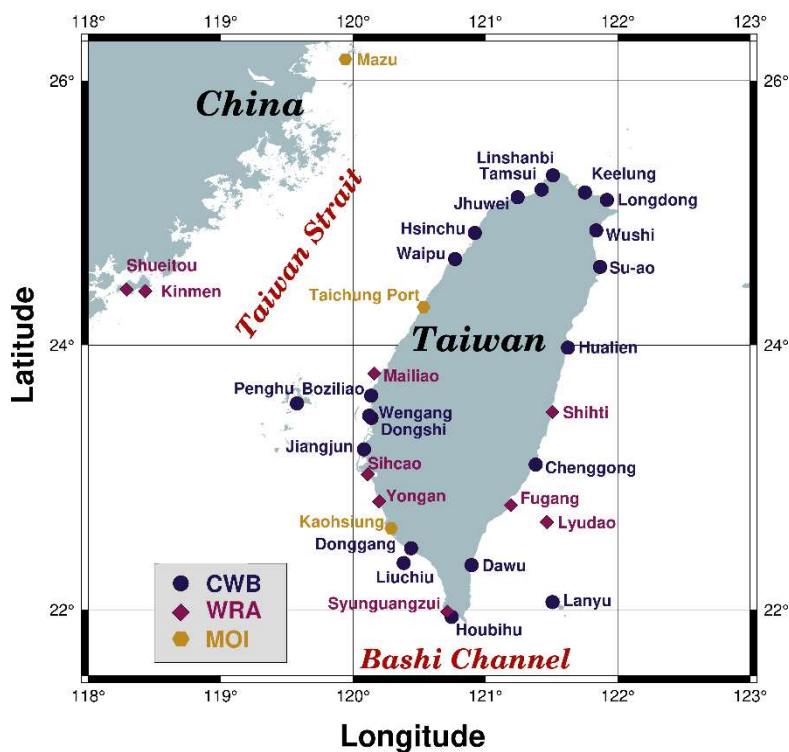 118° 119° 120° 121° 122° 123°
26° 26°
Mazu
China
Linshanbi
Tamsui
Keelung
Jhuwei
Longdong
Hsinchu
Wushi
Waipu
Su-ao
Taiwan Strait
Shueitou
Kinmen
Taichung Port
Taiwan
24° 24°
Hualien
Mailiao
Penghu
Boziliao
Wengang
Dongshi
Shihti
Jiangjun
Sihcao
Chenggong
Yongan
Fugang
Kaohsiung
Lyudao
Donggang
Liuchiu
Dawu
Syunguangzui
Lanyu
22° 22°
Houbihu
Bashi Channel
CWB
WRA
MOI
118° 119° 120° 121° 122° 123°
Latitude
Longitude